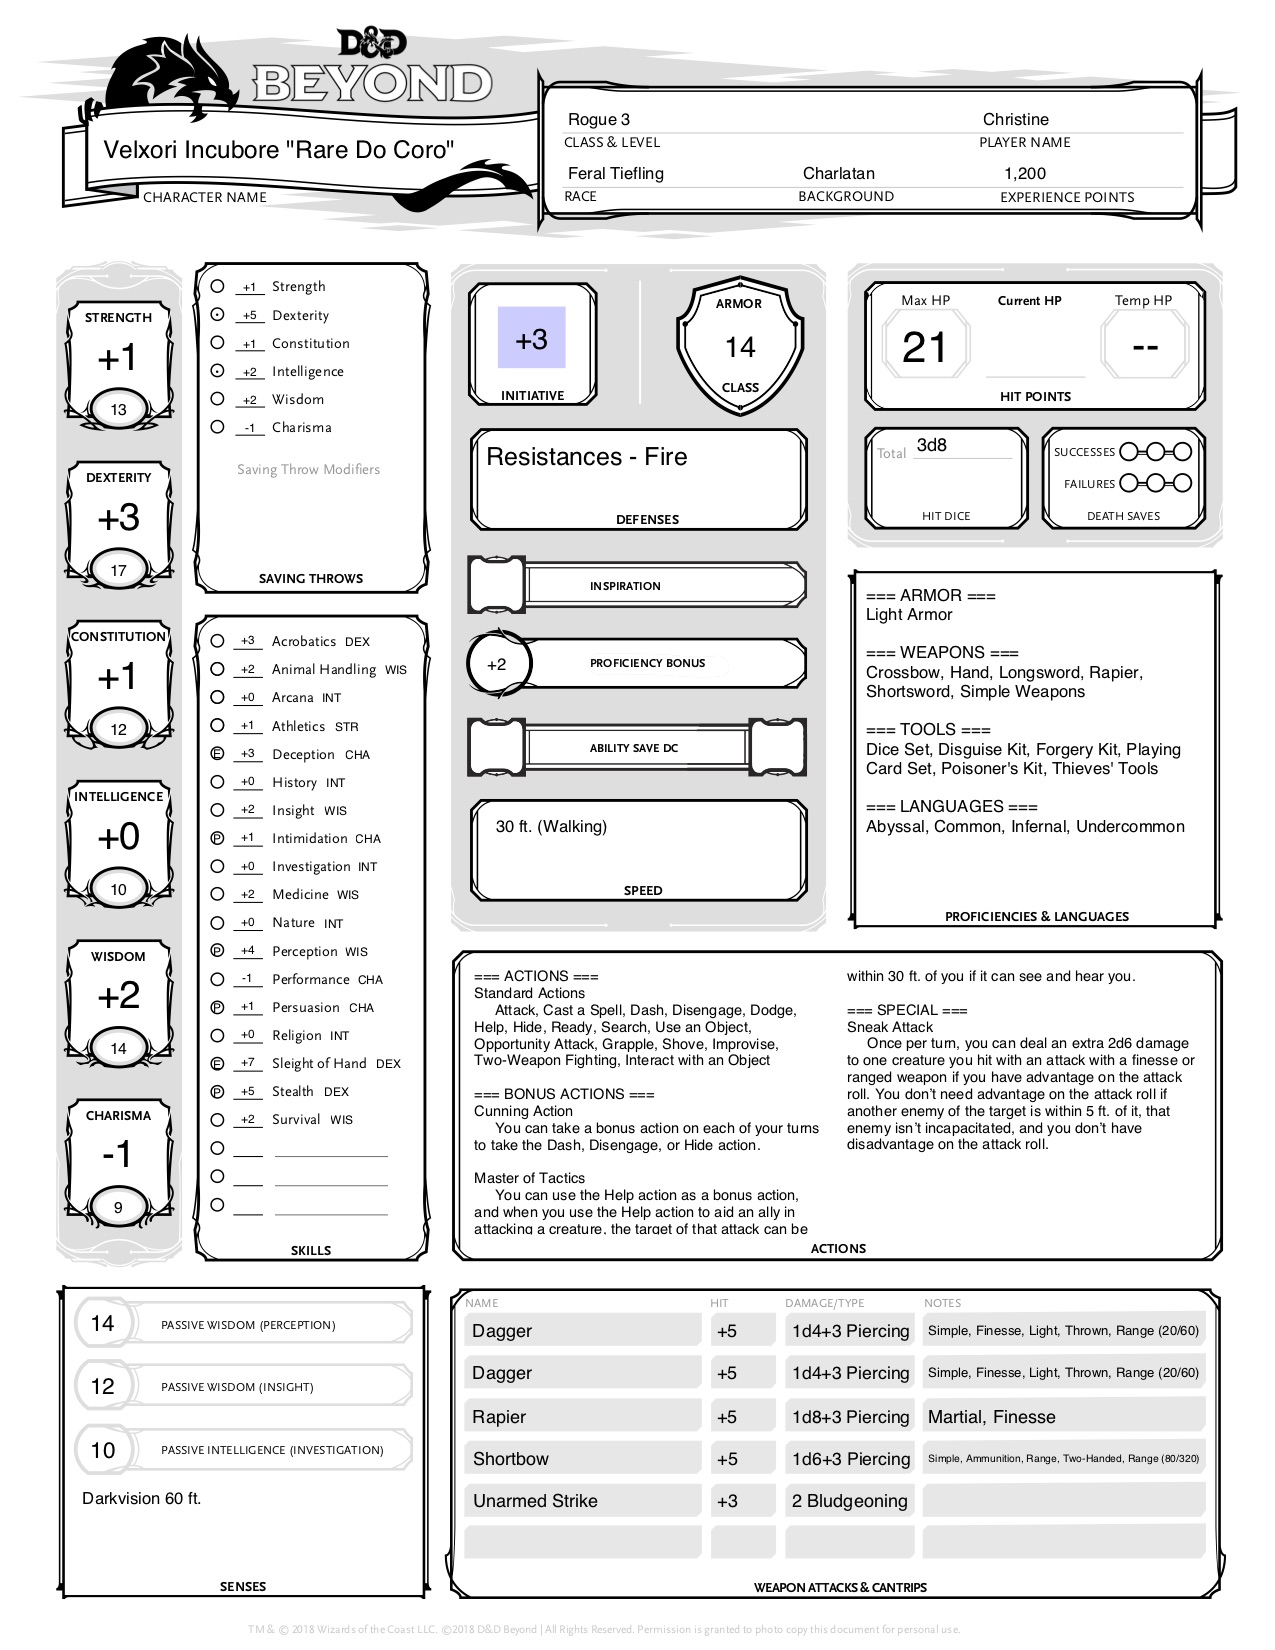 D&D
BEYOND
Velxori Incubore "Rare Do Coro"
CHARACTER NAME
Rogue 3 Christine
CLASS & LEVEL PLAYER NAME
Feral Tiefling Charlatan 1,200
RACE BACKGROUND EXPERIENCE POINTS
STRENGTH
+1
13
DEXTERITY
+3
17
CONSTITUTION
+1
12
INTELLIGENCE
+0
10
WISDOM
+2
14
CHARISMA
-1
9
+1 Strength
+5 Dexterity
+1 Constitution
+2 Intelligence
+2 Wisdom
-1 Charisma
Saving Throw Modifiers
SAVING THROWS
+3 Acrobatics DEX
+2 Animal Handling WIS
+0 Arcana INT
+1 Athletics STR
E +3 Deception CHA
+0 History INT
+2 Insight WIS
P +1 Intimidation CHA
+0 Investigation INT
+2 Medicine WIS
+0 Nature INT
P +4 Perception WIS
-1 Performance CHA
P +1 Persuasion CHA
+0 Religion INT
E +7 Sleight of Hand DEX
P +5 Stealth DEX
+2 Survival WIS
SKILLS
+3
INITIATIVE
ARMOR
14
CLASS
Resistances - Fire
DEFENSES
INSPIRATION
+2 PROFICIENCY BONUS
ABILITY SAVE DC
30 ft. (Walking)
SPEED
Max HP Current HP Temp HP
21 --
HIT POINTS
Total 3d8
HIT DICE
SUCCESSES
FAILURES
DEATH SAVES
=== ARMOR ===
Light Armor
=== WEAPONS ===
Crossbow, Hand, Longsword, Rapier,
Shortsword, Simple Weapons
=== TOOLS ===
Dice Set, Disguise Kit, Forgery Kit, Playing
Card Set, Poisoner's Kit, Thieves' Tools
=== LANGUAGES ===
Abyssal, Common, Infernal, Undercommon
PROFICIENCIES & LANGUAGES
=== ACTIONS ===
Standard Actions
Attack, Cast a Spell, Dash, Disengage, Dodge,
Help, Hide, Ready, Search, Use an Object,
Opportunity Attack, Grapple, Shove, Improvise,
Two-Weapon Fighting, Interact with an Object
=== BONUS ACTIONS ===
Cunning Action
You can take a bonus action on each of your turns
to take the Dash, Disengage, or Hide action.
Master of Tactics
You can use the Help action as a bonus action,
and when you use the Help action to aid an ally in
attacking a creature, the target of that attack can be
within 30 ft. of you if it can see and hear you.
=== SPECIAL ===
Sneak Attack
Once per turn, you can deal an extra 2d6 damage
to one creature you hit with an attack with a finesse or
ranged weapon if you have advantage on the attack
roll. You don't need advantage on the attack roll if
another enemy of the target is within 5 ft. of it, that
enemy isn't incapacitated, and you don't have
disadvantage on the attack roll.
ACTIONS
14 PASSIVE WISDOM (PERCEPTION)
12 PASSIVE WISDOM (INSIGHT)
10 PASSIVE INTELLIGENCE (INVESTIGATION)
Darkvision 60 ft.
SENSES
NAME HIT DAMAGE/TYPE NOTES
Dagger +5 1d4+3 Piercing Simple, Finesse, Light, Thrown, Range (20/60)
Dagger +5 1d4+3 Piercing Simple, Finesse, Light, Thrown, Range (20/60)
Rapier +5 1d8+3 Piercing Martial, Finesse
Shortbow +5 1d6+3 Piercing Simple, Ammunition, Range, Two-Handed, Range (80/320)
Unarmed Strike +3 2 Bludgeoning
WEAPON ATTACKS & CANTRIPS
TM & © 2018 Wizards of the Coast LLC. ©2018 D&D Beyond | All Rights Reserved. Permission is granted to photo copy this document for personal use.